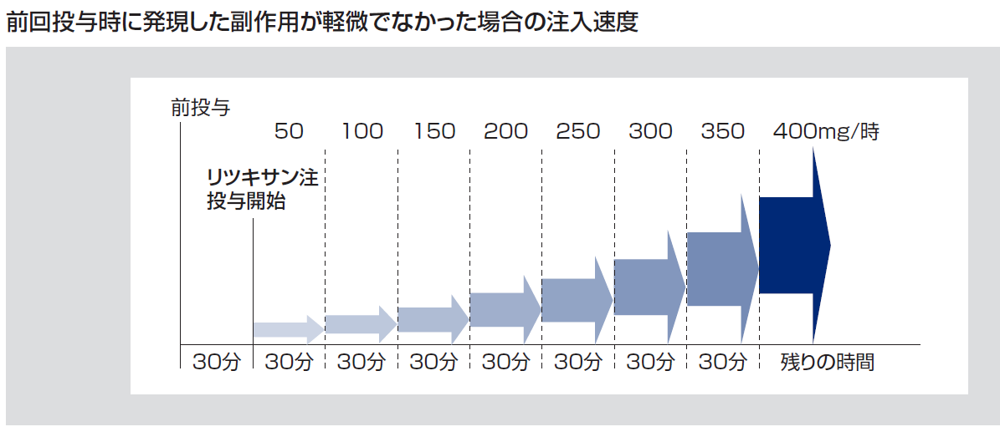 前回投与時に発現した副作用が軽微でなかった場合の注入速度
前投与
50 100 150 200 250 300 350 400mg/時
リツキサン注
投与開始
30分 30分 30分 30分 30分 30分 30分 30分 残りの時間